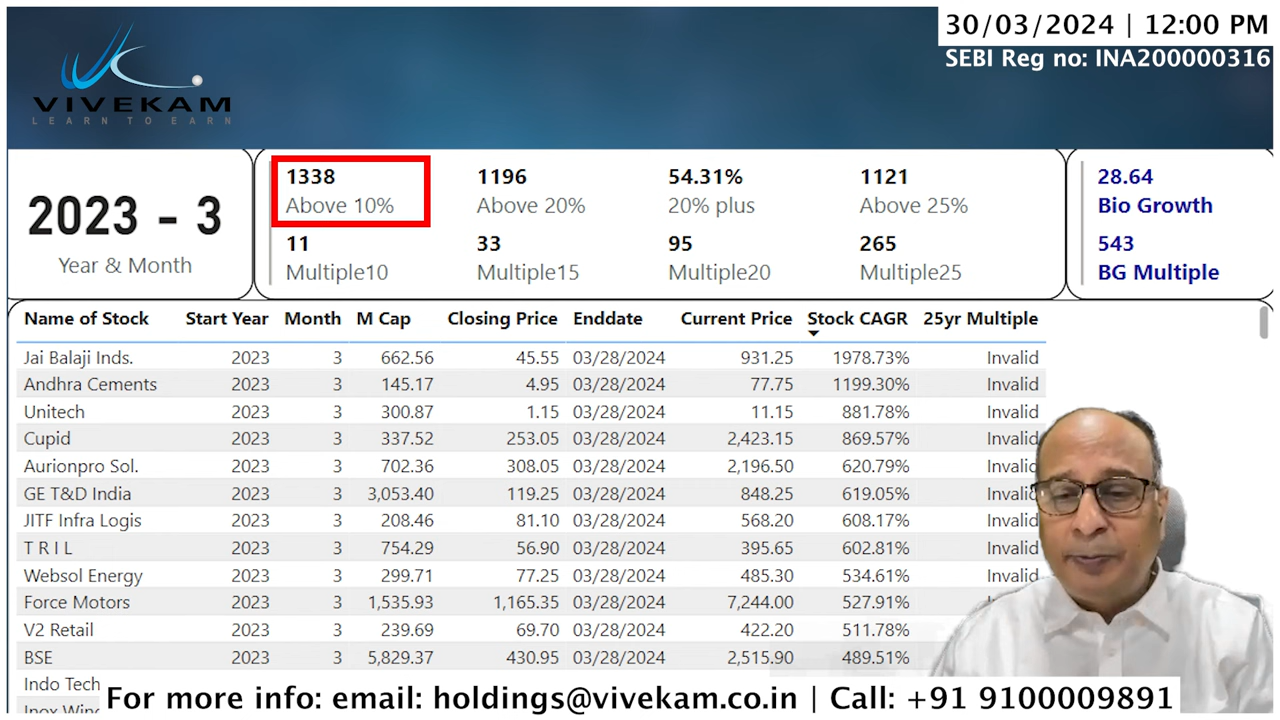 30/03/2024 | 12:00 PM
SEBI Reg no: INA200000316
VIVEKAM
LEARN TO EARN
2023 - 3
Year & Month
1338 1196 54.31% 1121
Above 10% Above 20% 20% plus Above 25%
11 33 95 265
Multiple10 Multiple15 Multiple20 Multiple25
28.64
Bio Growth
543
BG Multiple
Name of Stock Start Year Month M Cap Closing Price Enddate Current Price Stock CAGR 25yr Multiple
Jai Balaji Inds. 2023 3 662.56 45.55 03/28/2024 931.25 1978.73% Invalid
Andhra Cements 2023 3 145.17 4.95 03/28/2024 77.75 1199.30% Invalid
Unitech 2023 3 300.87 1.15 03/28/2024 11.15 881.78% Invalid
Cupid 2023 3 337.52 253.05 03/28/2024 2,423.15 869.57% Invalid
Aurionpro Sol. 2023 3 702.36 308.05 03/28/2024 2,196.50 620.79% Invalid
GE T&D India 2023 3 3,053.40 119.25 03/28/2024 848.25 619.05% Invalid
JITF Infra Logis 2023 3 208.46 81.10 03/28/2024 568.20 608.17% Invalid
T R I L 2023 3 754.29 56.90 03/28/2024 395.65 602.81% Invalid
Websol Energy 2023 3 299.71 77.25 03/28/2024 485.30 534.61% Invalid
Force Motors 2023 3 1,535.93 1,165.35 03/28/2024 7,244.00 527.91%
V2 Retail 2023 3 239.69 69.70 03/28/2024 422.20 511.78%
BSE 2023 3 5,829.37 430.95 03/28/2024 2,515.90 489.51%
Indo Tech
For more info: email: holdings@vivekam.co.in | Call: +91 9100009891